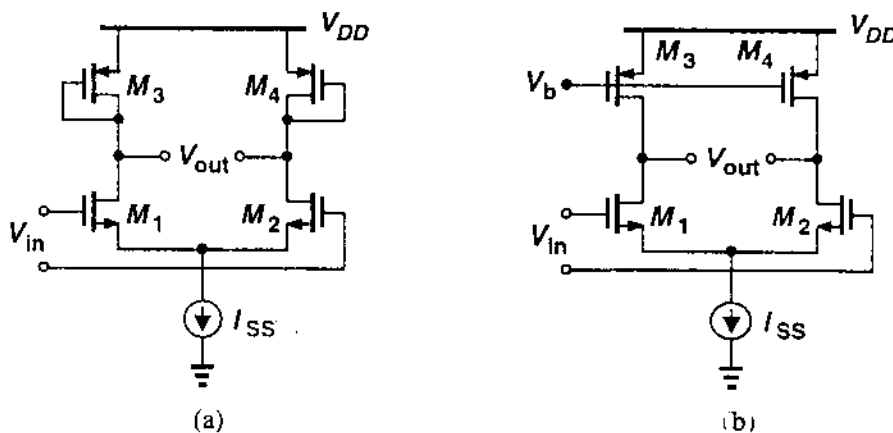 V_DD
M_3
M_4
V_out
M_1
M_2
V_in
I_SS
(a)
V_DD
M_3
M_4
V_b
V_out
M_1
M_2
V_in
I_SS
(b)